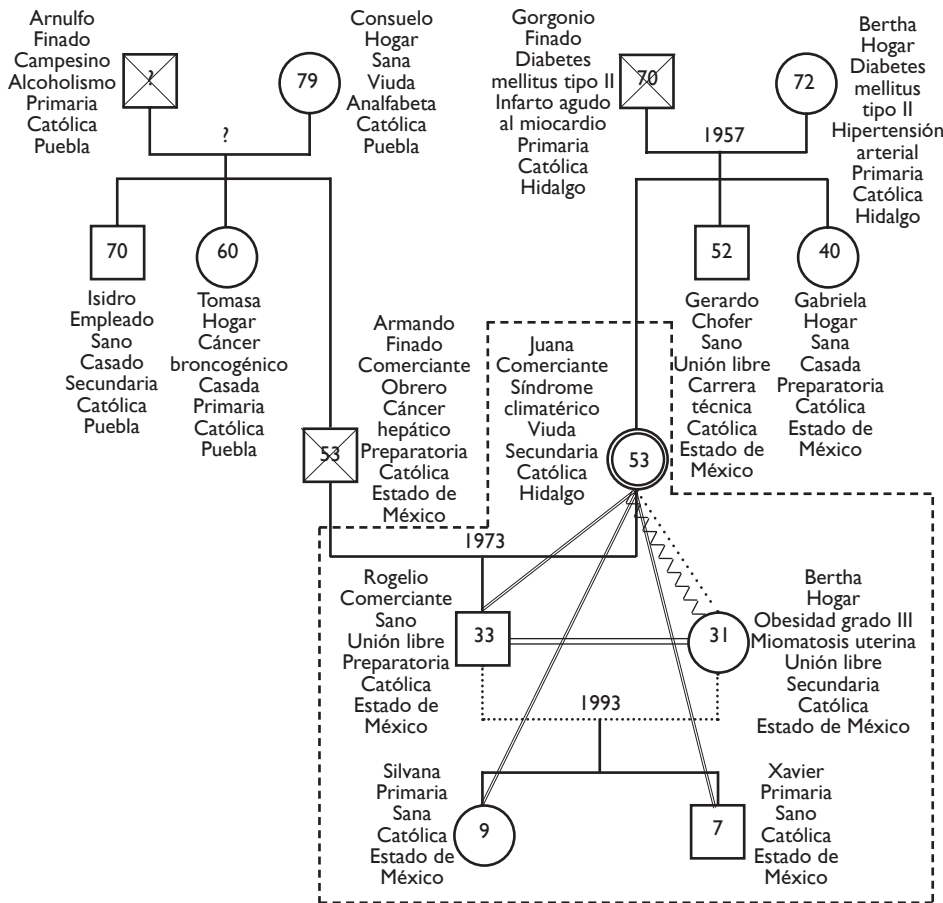 Arnulfo
Finado
Campesino
Alcoholismo
Primaria
Católica
Puebla
?
79
Consuelo
Hogar
Sana
Viuda
Analfabeta
Católica
Puebla
?
Gorgonio
Finado
Diabetes
mellitus tipo II
Infarto agudo
al miocardio
Primaria
Católica
Hidalgo
70
72
Bertha
Hogar
Diabetes
mellitus
tipo II
Hipertensión
arterial
Primaria
Católica
Hidalgo
1957
70
Isidro
Empleado
Sano
Casado
Secundaria
Católica
Puebla
60
Tomasa
Hogar
Cáncer
broncogénico
Casada
Primaria
Católica
Puebla
Armando
Finado
Comerciante
Obrero
Cáncer
hepático
Preparatoria
Católica
Estado de
México
53
Juana
Comerciante
Síndrome
climatérico
Viuda
Secundaria
Católica
Hidalgo
53
52
Gerardo
Chofer
Sano
Unión libre
Carrera
técnica
Católica
Estado de
México
40
Gabriela
Hogar
Sana
Casada
Preparatoria
Católica
Estado de
México
1973
Rogelio
Comerciante
Sano
Unión libre
Preparatoria
Católica
Estado de
México
33
31
Bertha
Hogar
Obesidad grado III
Miomatosis uterina
Unión libre
Secundaria
Católica
Estado de México
1993
Silvana
Primaria
Sana
Católica
Estado de
México
9
7
Xavier
Primaria
Sano
Católica
Estado de
México